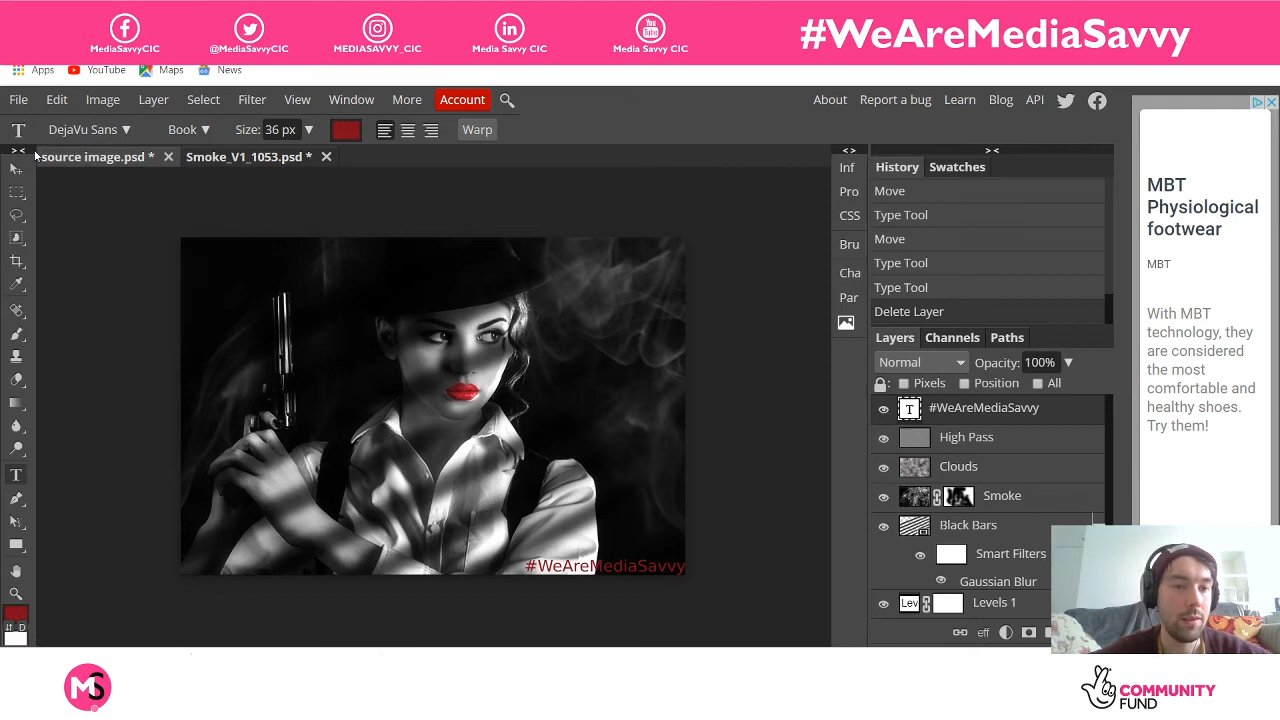 MediaSavvyCIC
@MediaSavvyCIC
MEDIASAVVY_CIC
Media Savvy CIC
You Tube
Media Savvy CIC
#WeAreMediaSavvy
Apps YouTube Maps News
File Edit Image Layer Select Filter View Window More Account
About Report a bug Learn Blog API
T DejaVu Sans Book Size: 36 px Warp
> < source image.psd * Smoke_V1_1053.psd *
< > > <
Inf
Pro
CSS
Bru
Cha
Par
History Swatches
Move
Type Tool
Move
Type Tool
Type Tool
Delete Layer
Layers Channels Paths
Normal Opacity: 100%
Pixels Position All
T #WeAreMediaSavvy
High Pass
Clouds
Smoke
Black Bars
Smart Filters
Gaussian Blur
Lev Levels 1
eff
T
D
#WeAreMediaSavvy
MBT
Physiological
footwear
MBT
With MBT
technology, they
are considered
the most
comfortable and
healthy shoes.
Try them!
MS
COMMUNITY
FUND